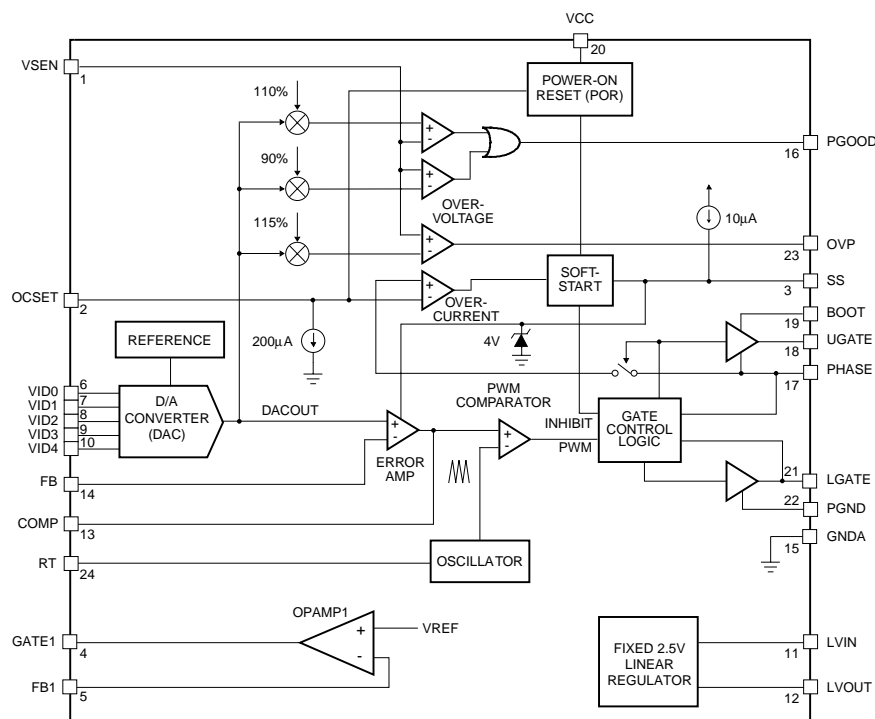 VCC
20
VSEN
1
POWER-ON
RESET (POR)
110%
+
-
PGOOD
16
90%
+
-
OVER-
VOLTAGE
10µA
115%
+
-
OVP
23
SOFT-
START
SS
3
+
-
OVER-
CURRENT
OCSET
2
BOOT
19
REFERENCE
200µA
4V
UGATE
18
PHASE
17
VID0
6
VID1
7
VID2
8
VID3
9
VID4
10
D/A
CONVERTER
(DAC)
DACOUT
PWM
COMPARATOR
INHIBIT
PWM
GATE
CONTROL
LOGIC
+
-
+
-
ERROR
AMP
FB
14
21
LGATE
22
PGND
COMP
13
GNDA
15
RT
24
OSCILLATOR
OPAMP1
+
VREF
-
GATE1
4
FB1
5
FIXED 2.5V
LINEAR
REGULATOR
LVIN
11
LVOUT
12